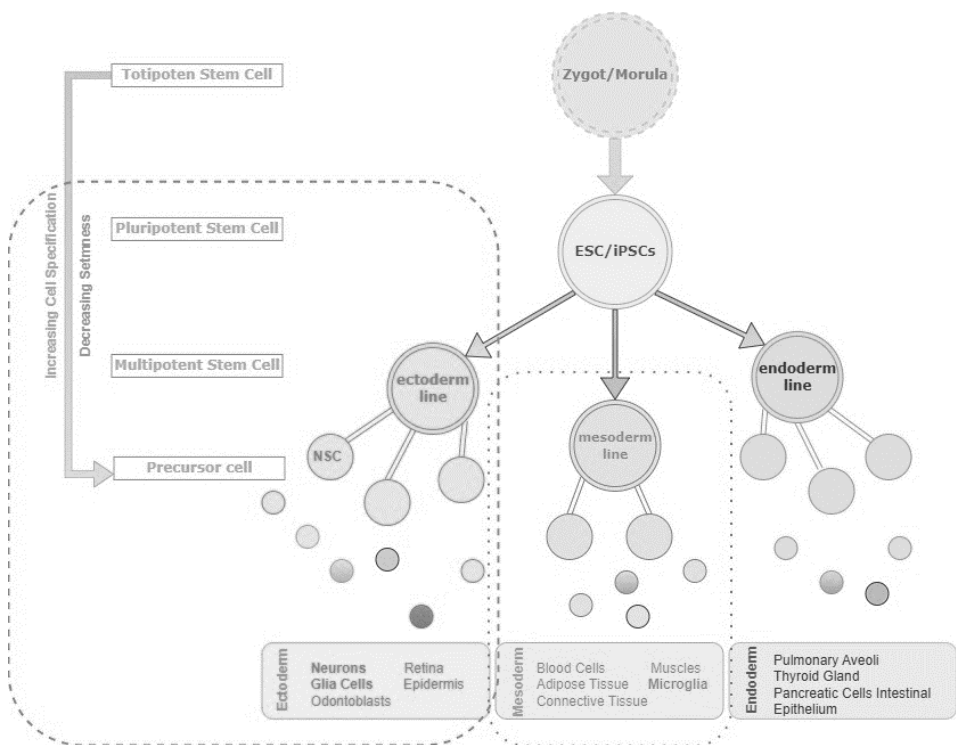 Totipoten Stem Cell
Zygot/Morula
Increasing Cell Specification
Decreasing Setmness
Pluripotent Stem Cell
ESC/iPSCs
Multipotent Stem Cell
ectoderm
line
mesoderm
line
endoderm
line
Precursor cell
NSC
Ectoderm
Neurons
Glia Cells
Odontoblasts
Retina
Epidermis
Mesoderm
Blood Cells
Adipose Tissue
Connective Tissue
Muscles
Microglia
Endoderm
Pulmonary Aveoli
Thyroid Gland
Pancreatic Cells Intestinal
Epithelium